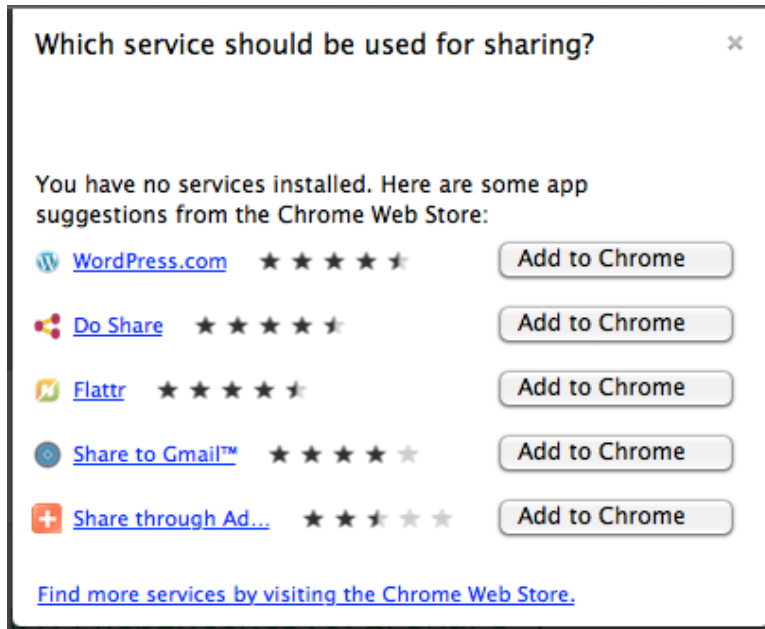 Which service should be used for sharing?
You have no services installed. Here are some app
suggestions from the Chrome Web Store:
WordPress.com Add to Chrome
Do Share Add to Chrome
Flattr Add to Chrome
Share to Gmail™ Add to Chrome
Share through Ad... Add to Chrome
Find more services by visiting the Chrome Web Store.